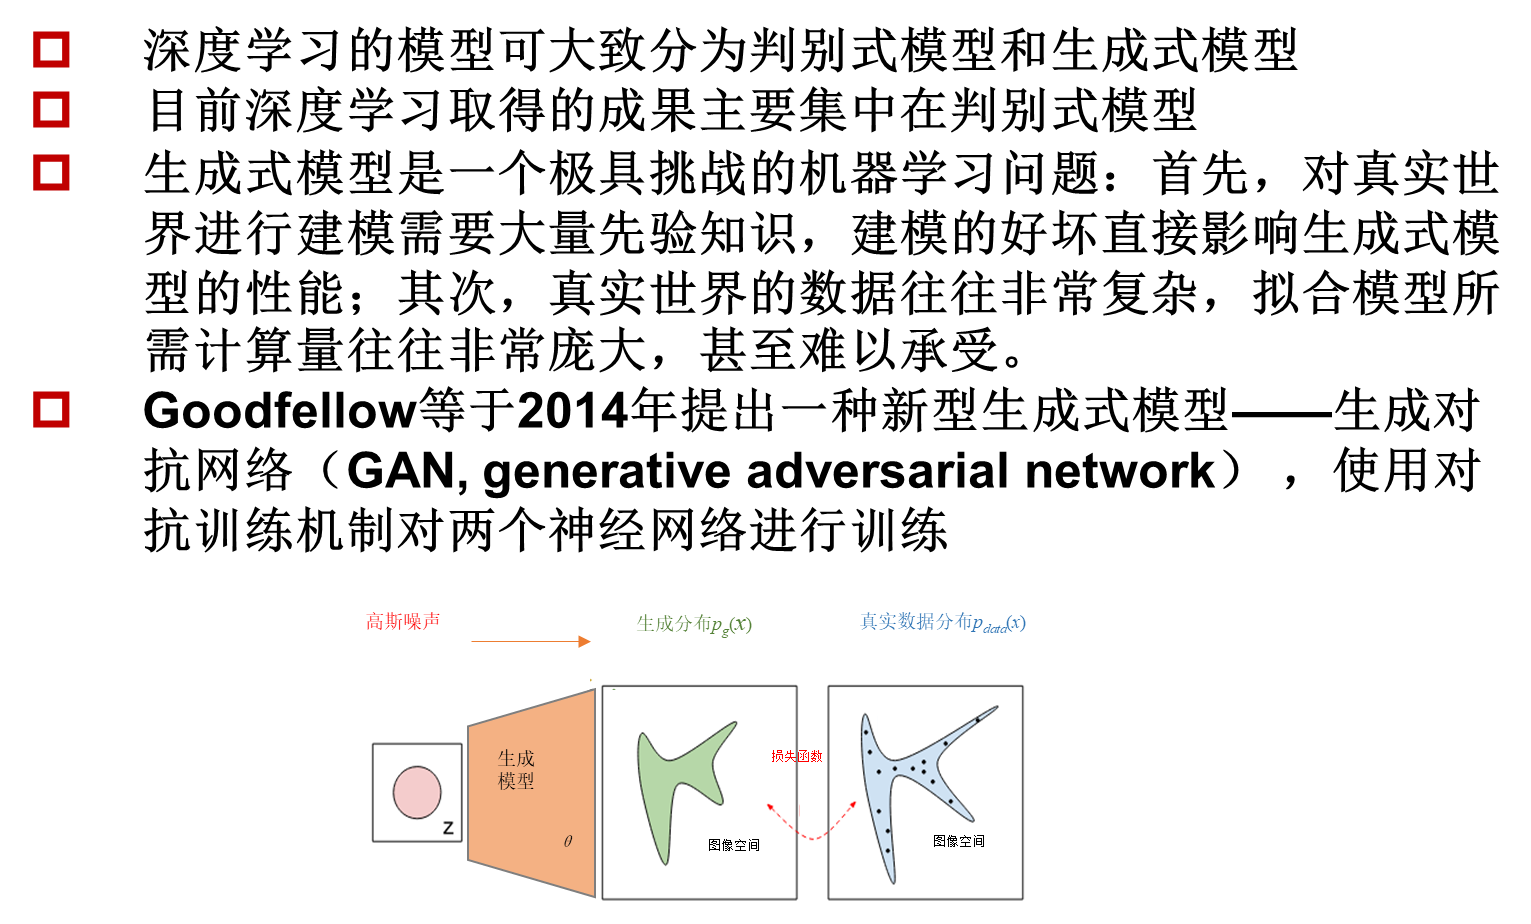 深度学习的模型可大致分为判别式模型和生成式模型
目前深度学习取得的成果主要集中在判别式模型
生成式模型是一个极具挑战的机器学习问题：首先，对真实世
界进行建模需要大量先验知识，建模的好坏直接影响生成式模
型的性能；其次，真实世界的数据往往非常复杂，拟合模型所
需计算量往往非常庞大，甚至难以承受。
Goodfellow等于2014年提出一种新型生成式模型——生成对
抗网络（GAN, generative adversarial network），使用对
抗训练机制对两个神经网络进行训练
高斯噪声
生成分布p_g(x)
真实数据分布p_data(x)
生成
模型
θ
z
损失函数
图像空间
图像空间